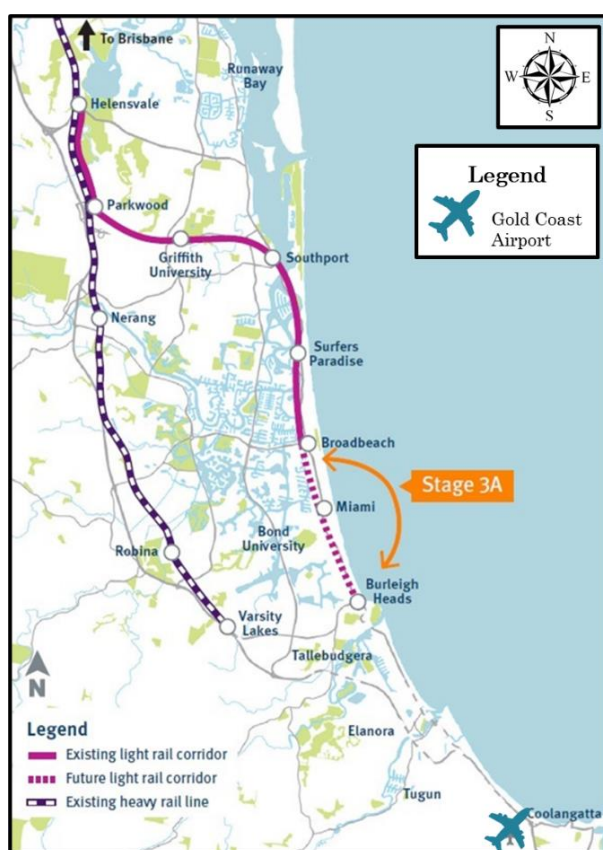 To Brisbane
Runaway
Bay
N
W
E
S
Helensvale
Legend
Gold Coast
Airport
Parkwood
Griffith
University
Southport
Nerang
Surfers
Paradise
Broadbeach
Stage 3A
Miami
Bond
University
Robina
Burleigh
Heads
Varsity
Lakes
Tallebudgera
N
Legend
Existing light rail corridor
Future light rail corridor
Existing heavy rail line
Elanora
Tugun
Coolangatta